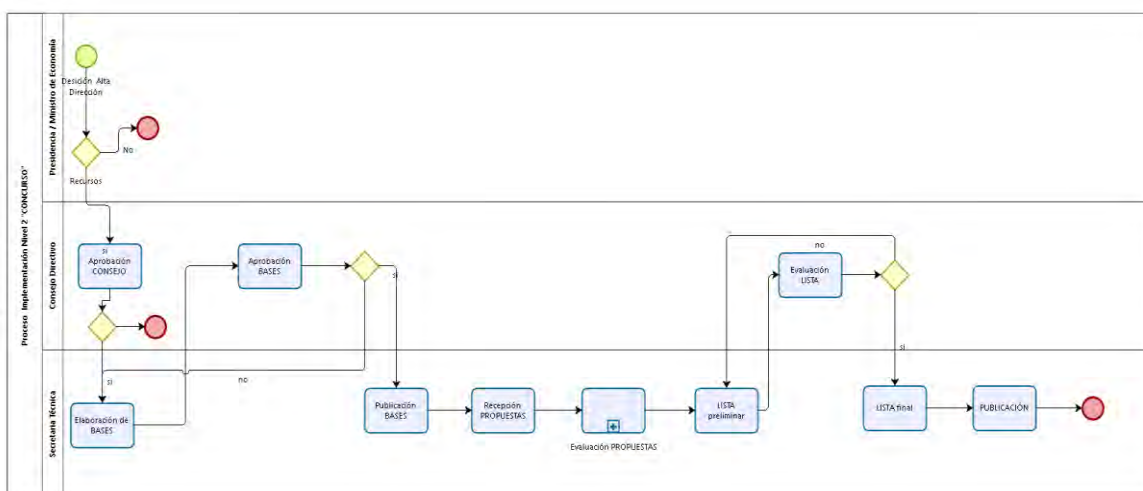 Proceso Implementación Nivel 2 "CONCURSO"
Presidencia / Ministro de Economía
Desición Alta
Dirección
No
Recursos
Consejo Directivo
si
Aprobación
CONSEJO
Aprobación
BASES
si
no
Evaluación
LISTA
si
Secretaría Técnica
si
no
Elaboración de
BASES
Publicación
BASES
Recepción
PROPUESTAS
Evaluación PROPUESTAS
LISTA
preliminar
LISTA final
PUBLICACIÓN